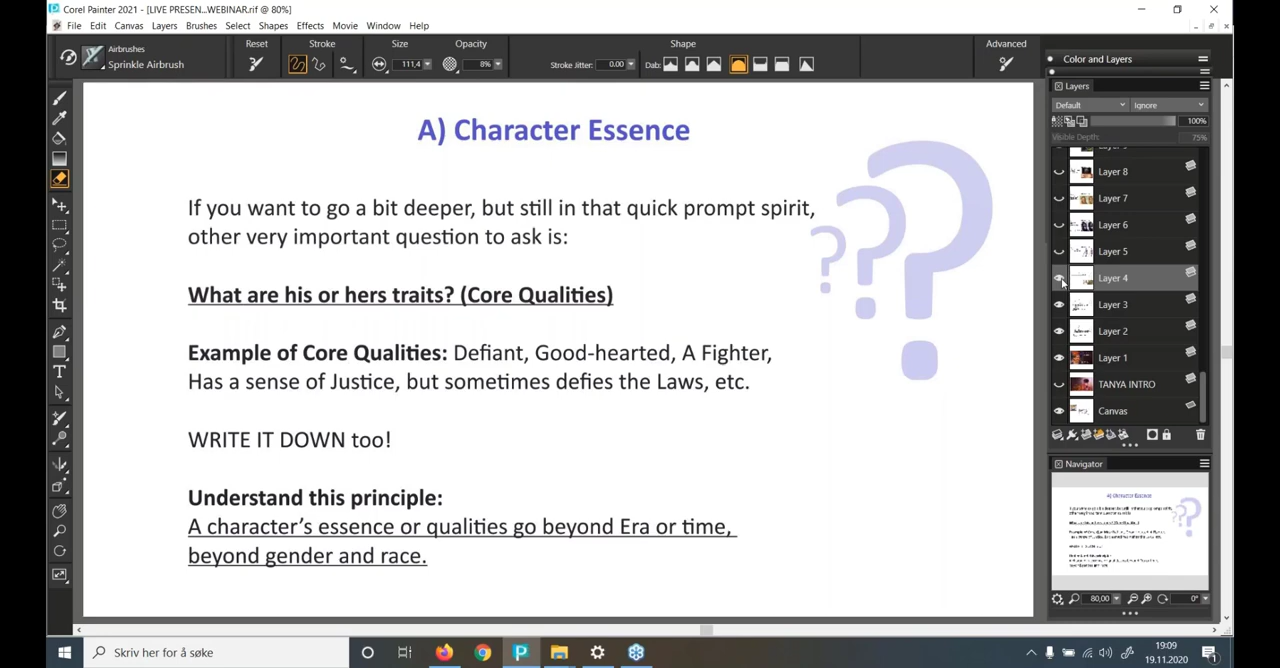 Corel Painter 2021 - [LIVE PRESEN...WEBINAR.rif @ 80%]
File Edit Canvas Layers Brushes Select Shapes Effects Movie Window Help
Airbrushes
Sprinkle Airbrush
Reset
Stroke
Size
111,4
Opacity
8%
Stroke Jitter: 0.00
Shape
Dab:
Advanced
Color and Layers
Layers
Default
Ignore
100%
Visible Depth: 75%
Layer 8
Layer 7
Layer 6
Layer 5
Layer 4
Layer 3
Layer 2
Layer 1
TANYA INTRO
Canvas
Navigator
80,00
0°
A) Character Essence
???
If you want to go a bit deeper, but still in that quick prompt spirit,
other very important question to ask is:
What are his or hers traits? (Core Qualities)
Example of Core Qualities: Defiant, Good-hearted, A Fighter,
Has a sense of Justice, but sometimes defies the Laws, etc.
WRITE IT DOWN too!
Understand this principle:
A character's essence or qualities go beyond Era or time,
beyond gender and race.
Skriv her for å søke
19:09
19.11.2020